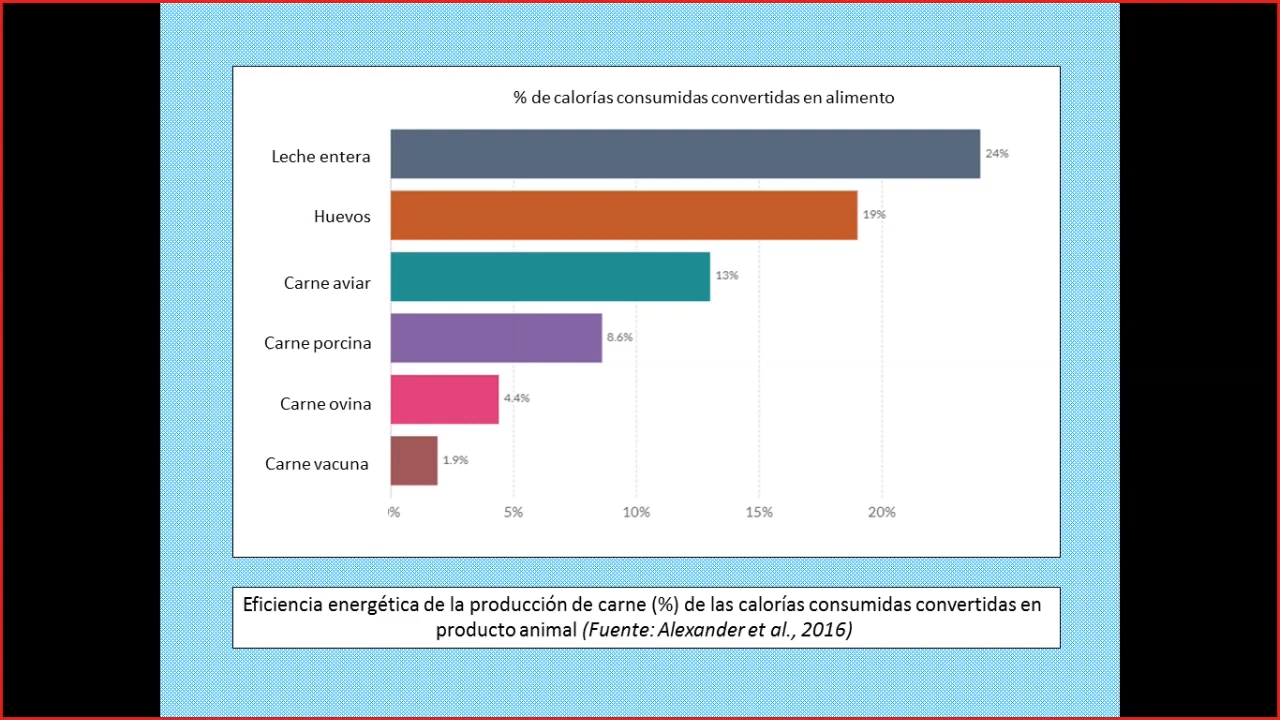 % de calorías consumidas convertidas en alimento
Leche entera
24%
Huevos
19%
Carne aviar
13%
Carne porcina
8.6%
Carne ovina
4.4%
Carne vacuna
1.9%
0% 5% 10% 15% 20%
Eficiencia energética de la producción de carne (%) de las calorías consumidas convertidas en
producto animal (Fuente: Alexander et al., 2016)